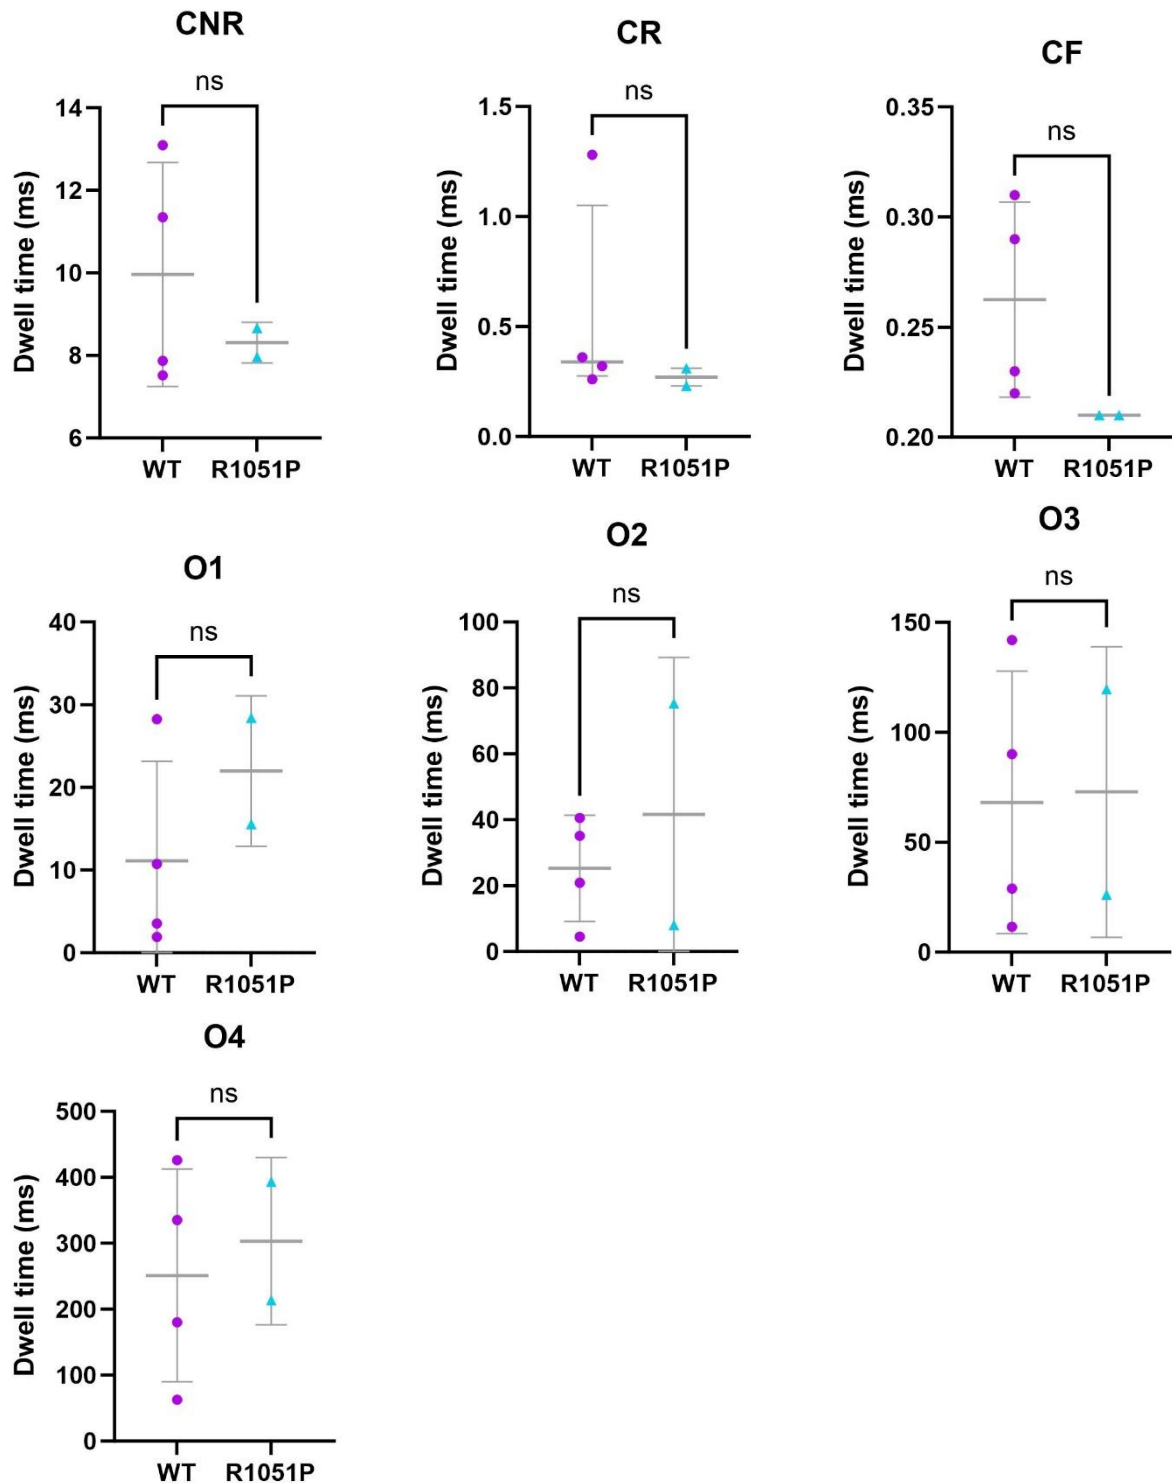 CNR
ns
Dwell time (ms)
14
12
10
8
6
WT R1051P
CR
ns
Dwell time (ms)
1.5
1.0
0.5
0.0
WT R1051P
CF
ns
Dwell time (ms)
0.35
0.30
0.25
0.20
WT R1051P
O1
ns
Dwell time (ms)
40
30
20
10
0
WT R1051P
O2
ns
Dwell time (ms)
100
80
60
40
20
0
WT R1051P
O3
ns
Dwell time (ms)
150
100
50
0
WT R1051P
O4
ns
Dwell time (ms)
500
400
300
200
100
0
WT R1051P